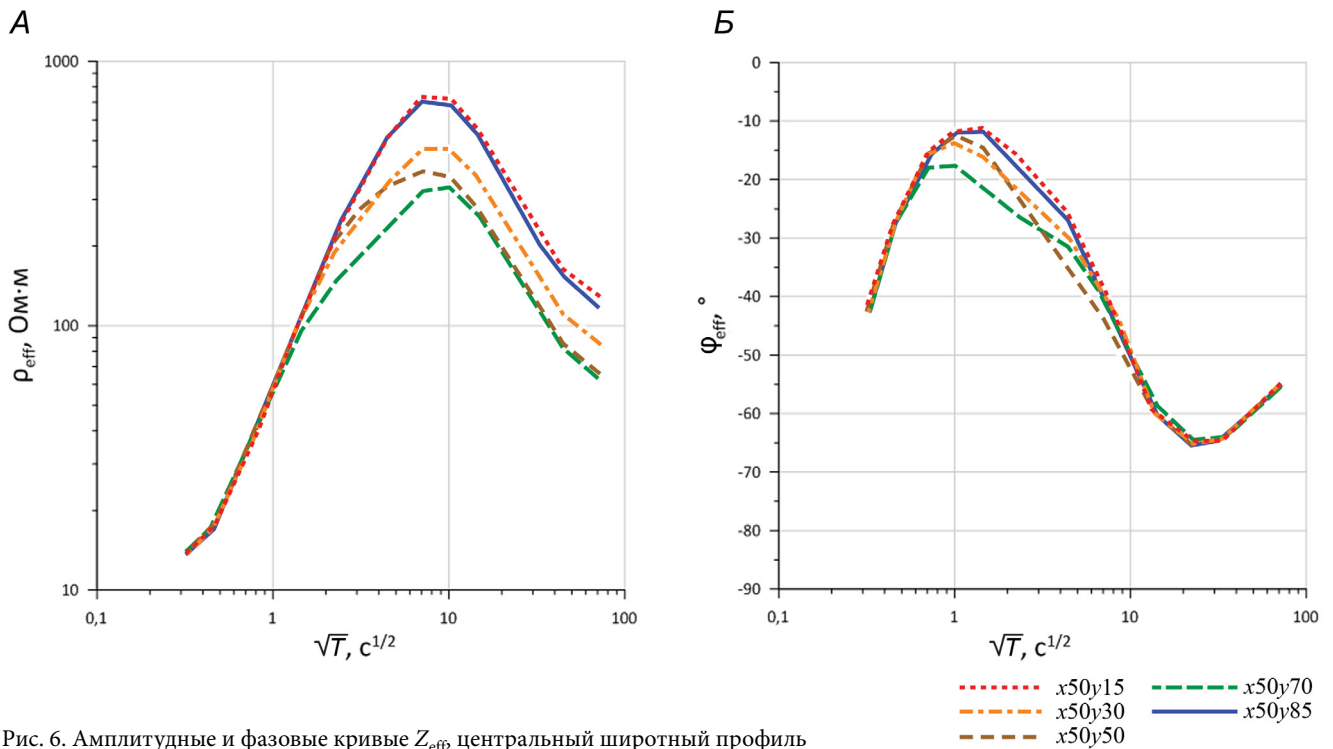 А
Б
1000
100
10
ρeff, Ом·м
0,1
1
10
100
√T, с1/2
0
-10
-20
-30
-40
-50
-60
-70
-80
-90
φeff, °
0,1
1
10
100
√T, с1/2
x50y15
x50y70
x50y30
x50y85
x50y50
Рис. 6. Амплитудные и фазовые кривые Zeff, центральный широтный профиль